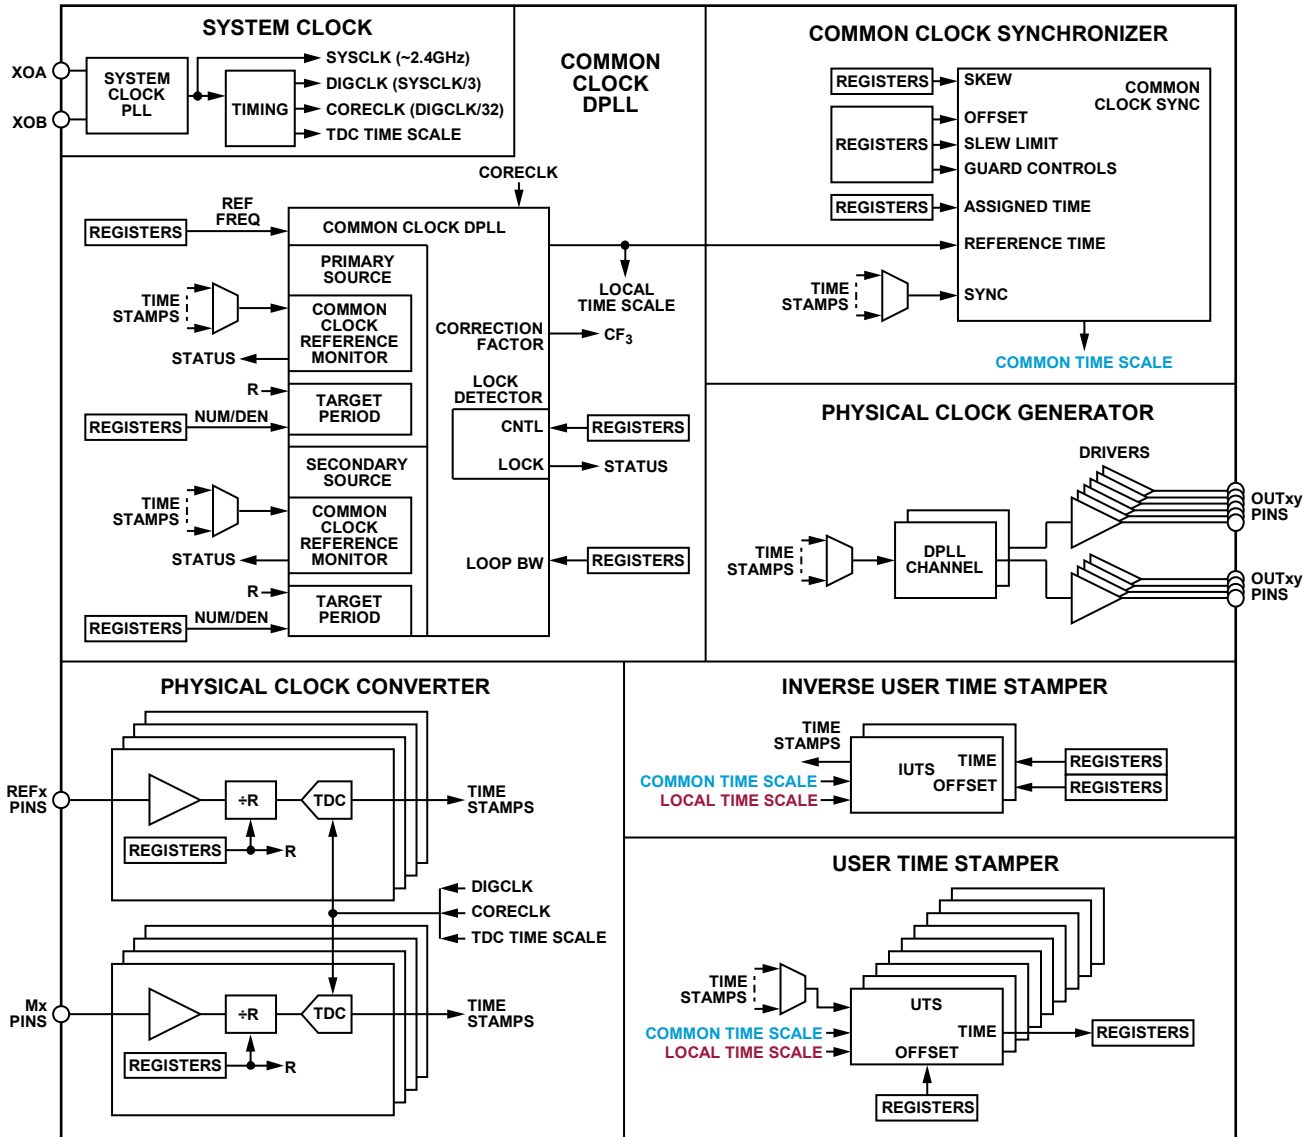 SYSTEM CLOCK
XOA
XOB
SYSTEM
CLOCK
PLL
TIMING
SYSCLK (~2.4GHz)
DIGCLK (SYSCLK/3)
CORECLK (DIGCLK/32)
TDC TIME SCALE
COMMON
CLOCK
DPLL
CORECLK
REF
FREQ
REGISTERS
COMMON CLOCK DPLL
PRIMARY
SOURCE
TIME
STAMPS
COMMON
CLOCK
REFERENCE
MONITOR
STATUS
R
NUM/DEN
REGISTERS
TARGET
PERIOD
SECONDARY
SOURCE
TIME
STAMPS
COMMON
CLOCK
REFERENCE
MONITOR
STATUS
R
NUM/DEN
REGISTERS
TARGET
PERIOD
LOCAL
TIME SCALE
CORRECTION
FACTOR
CF3
LOCK
DETECTOR
CNTL
REGISTERS
LOCK
STATUS
LOOP BW
REGISTERS
COMMON CLOCK SYNCHRONIZER
REGISTERS
SKEW
COMMON
CLOCK SYNC
REGISTERS
OFFSET
SLEW LIMIT
GUARD CONTROLS
REGISTERS
ASSIGNED TIME
REFERENCE TIME
TIME
STAMPS
SYNC
COMMON TIME SCALE
PHYSICAL CLOCK GENERATOR
DRIVERS
TIME
STAMPS
DPLL
CHANNEL
OUTxy
PINS
OUTxy
PINS
PHYSICAL CLOCK CONVERTER
REFx
PINS
÷R
TDC
TIME
STAMPS
REGISTERS
R
DIGCLK
CORECLK
TDC TIME SCALE
Mx
PINS
÷R
TDC
TIME
STAMPS
REGISTERS
R
INVERSE USER TIME STAMPER
TIME
STAMPS
COMMON TIME SCALE
LOCAL TIME SCALE
IUTS
TIME
OFFSET
REGISTERS
REGISTERS
USER TIME STAMPER
TIME
STAMPS
COMMON TIME SCALE
LOCAL TIME SCALE
UTS
TIME
OFFSET
REGISTERS
REGISTERS